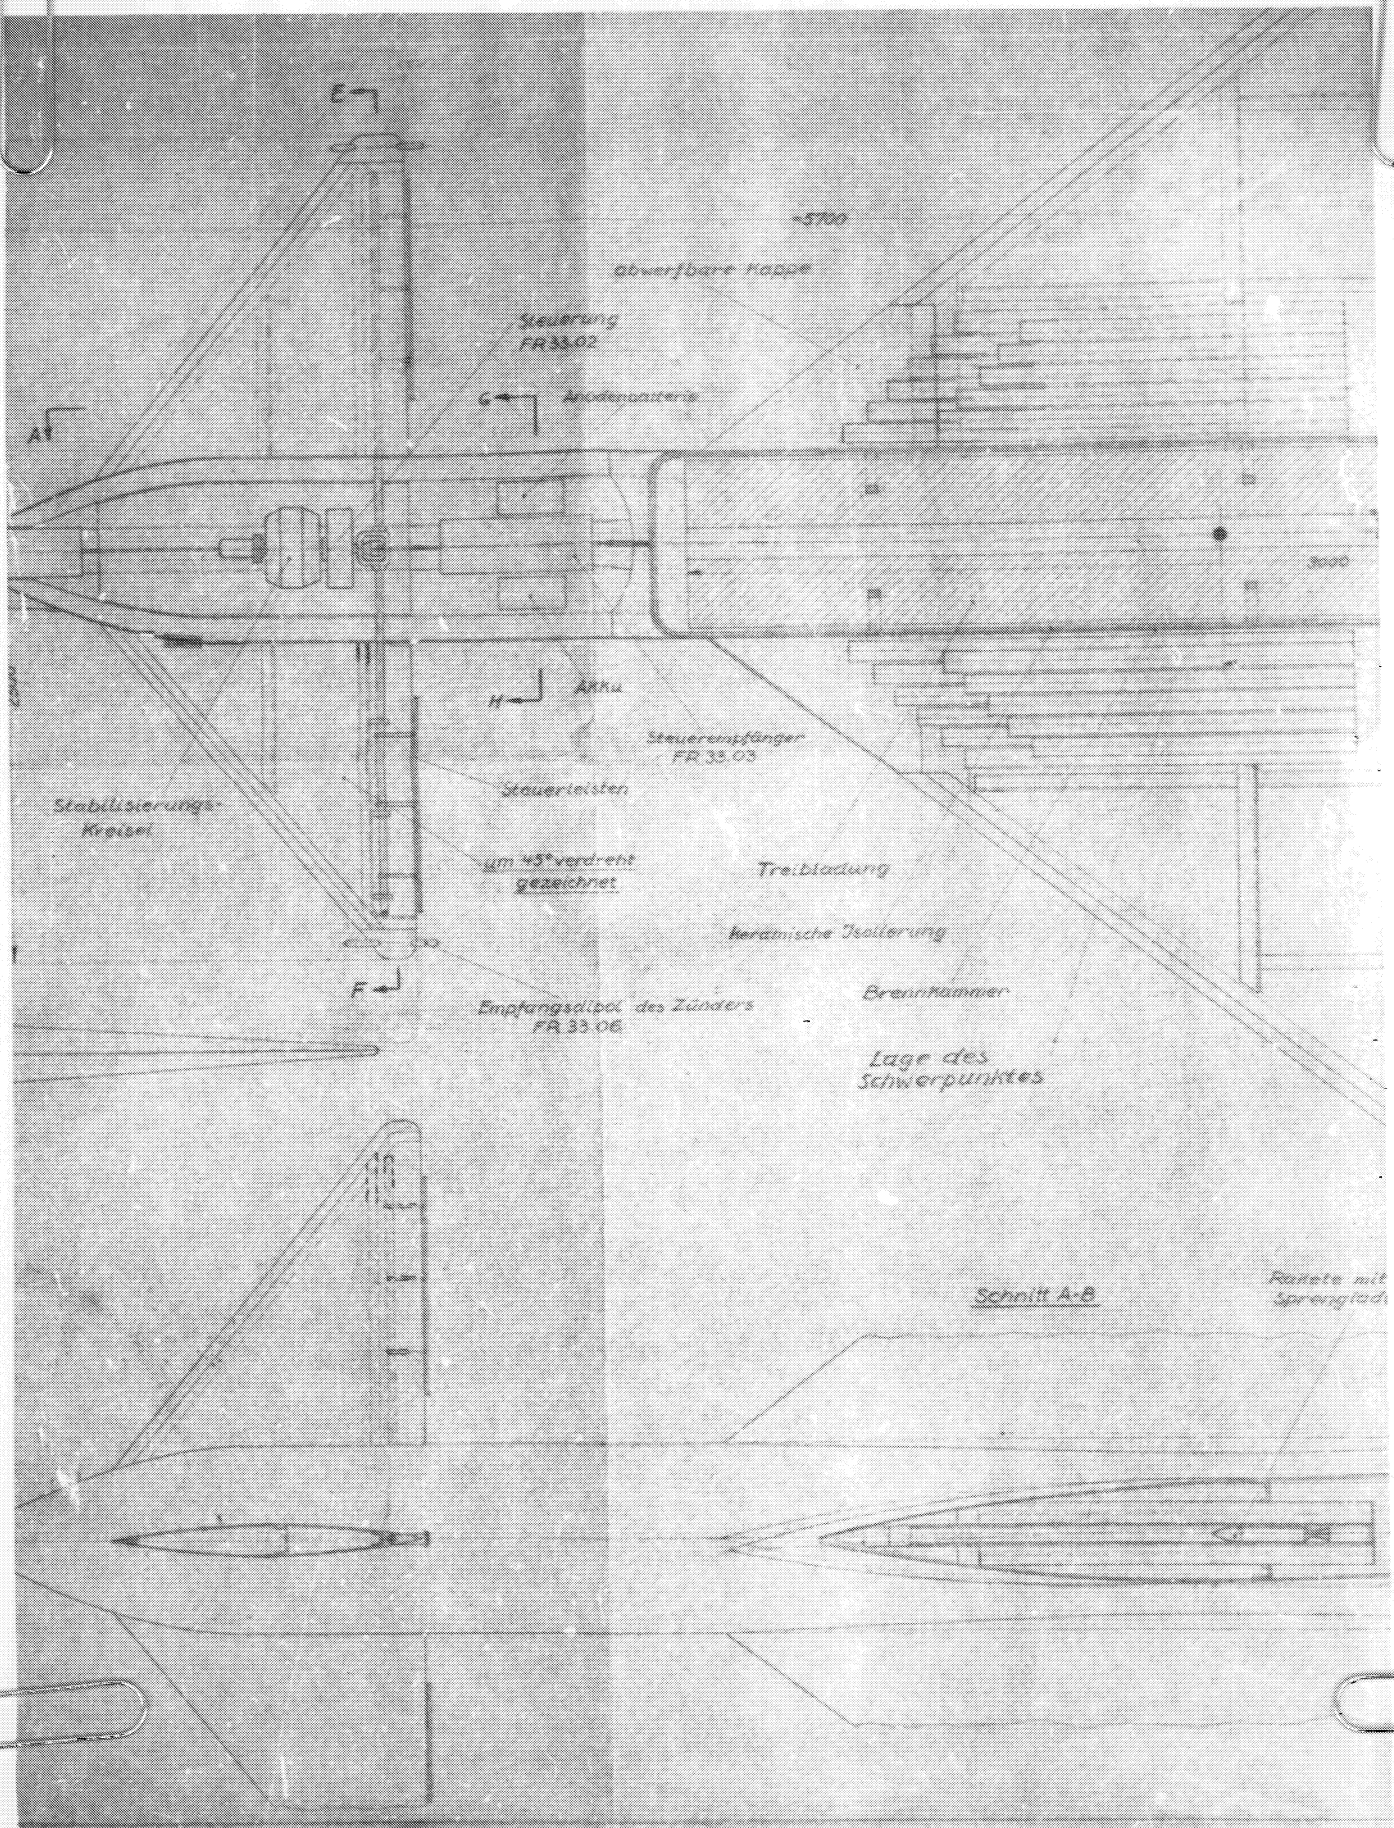 E
≈5700
abwerfbare Kappe
Steuerung
FR 33.02
G
Anodenbatterie
A
3000
H
Akku
Steuerempfänger
FR 33.03
Steuerleisten
Stabilisierungs-
Kreisel
um 45° verdreht
gezeichnet
Treibladung
keramische Isolierung
F
Empfangsdipol des Zünders
FR 33.06
Brennkammer
Lage des
Schwerpunktes
Schnitt A-B
Rakete mit
Sprenglad